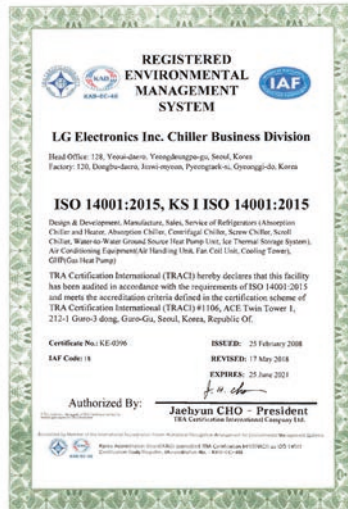 KAB
KAB-EC-08
IAF
REGISTERED
ENVIRONMENTAL
MANAGEMENT
SYSTEM
LG Electronics Inc. Chiller Business Division
Head Office: 128, Yeoui-daero, Yeongdeungpo-gu, Seoul, Korea
Factory: 120, Dongbu-daero, Jinwi-myeon, Pyeongtaek-si, Gyeonggi-do, Korea
ISO 14001:2015, KS I ISO 14001:2015
Design & Development, Manufacture, Sales, Service of Refrigerators (Absorption
Chiller and Heater, Absorption Chiller, Centrifugal Chiller, Screw Chiller, Scroll
Chiller, Water-to-Water Ground Source Heat Pump Unit, Ice Thermal Storage System),
Air Conditioning Equipment(Air Handling Unit, Fan Coil Unit, Cooling Tower),
GHP(Gas Heat Pump)
TRA Certification International (TRACI) hereby declares that this facility
has been audited in accordance with the requirements of ISO 14001:2015
and meets the accreditation criteria defined in the certification scheme of
TRA Certification International (TRACI) #1106, ACE Twin Tower 1,
212-1 Guro-3 dong, Guro-Gu, Seoul, Korea, Republic Of.
Certificate No.: KE-0396
ISSUED: 25 February 2008
IAF Code: 18
REVISED: 17 May 2018
EXPIRES: 25 June 2021
J. H. cho
Authorized By:
Jaehyun CHO - President
TRA Certification International Company Ltd.